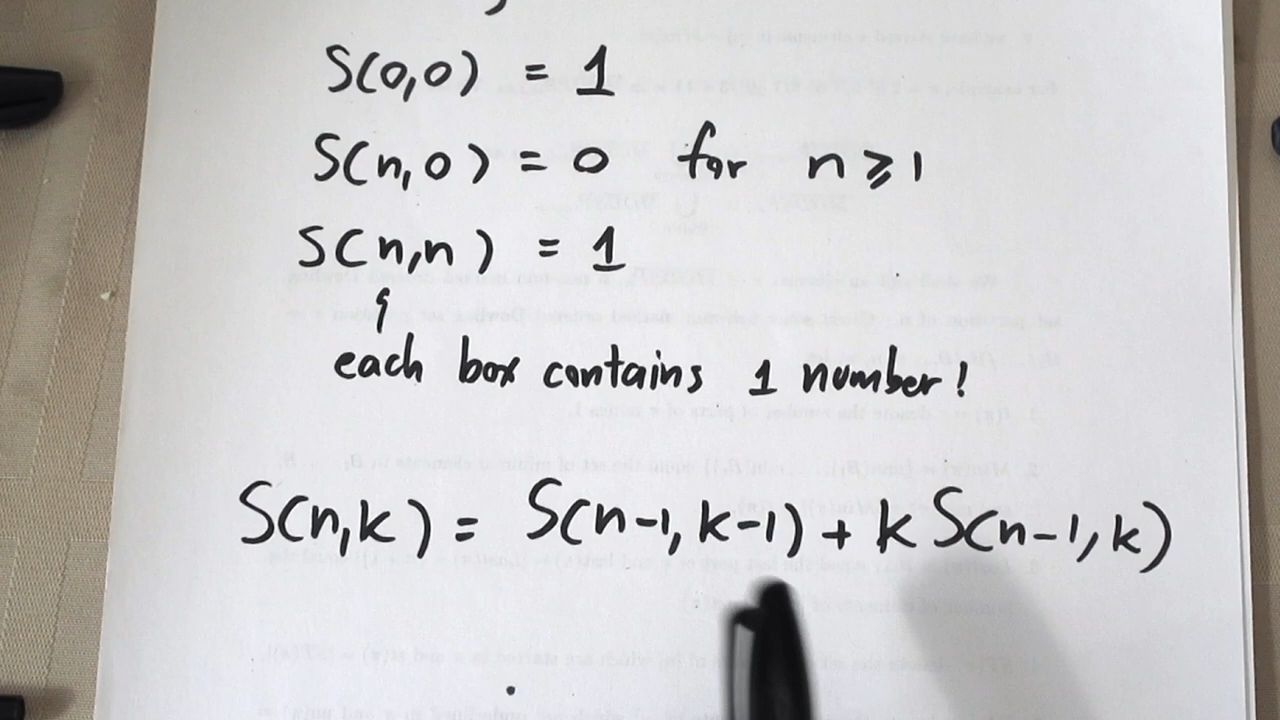 S(0,0) = 1
S(n,0) = 0 for n ⩾ 1
S(n,n) = 1
each box contains 1 number!
S(n,k) = S(n-1, k-1) + k S(n-1, k)